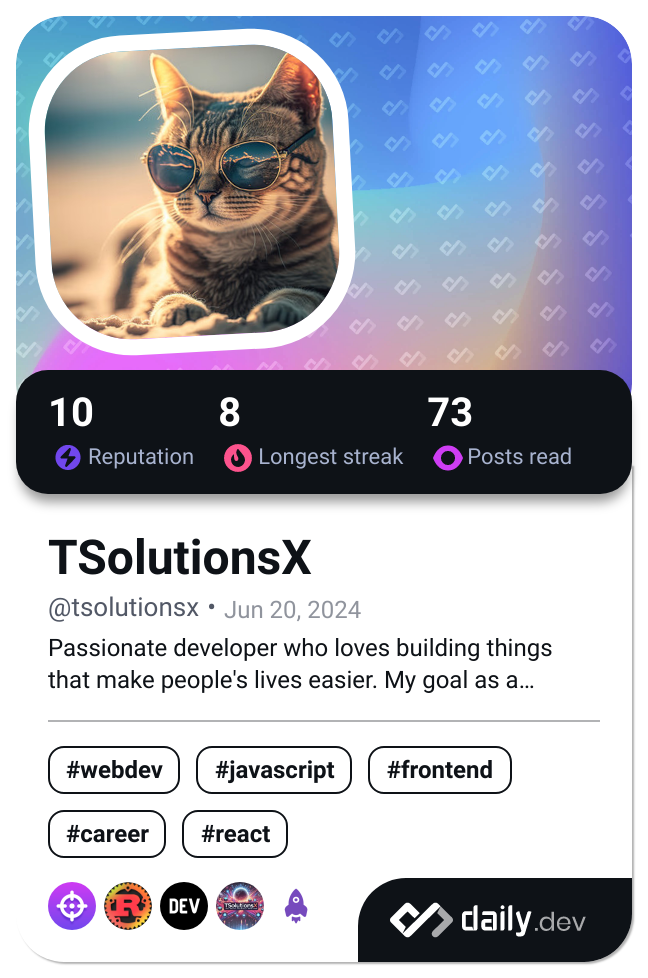 10
8
73
Reputation
Longest streak
Posts read
TSolutionsX
@tsolutionsx • Jun 20, 2024
Passionate developer who loves building things
that make people's lives easier. My goal as a…
#webdev
#javascript
#frontend
#career
#react
R
DEV
TSolutionsX
daily.dev